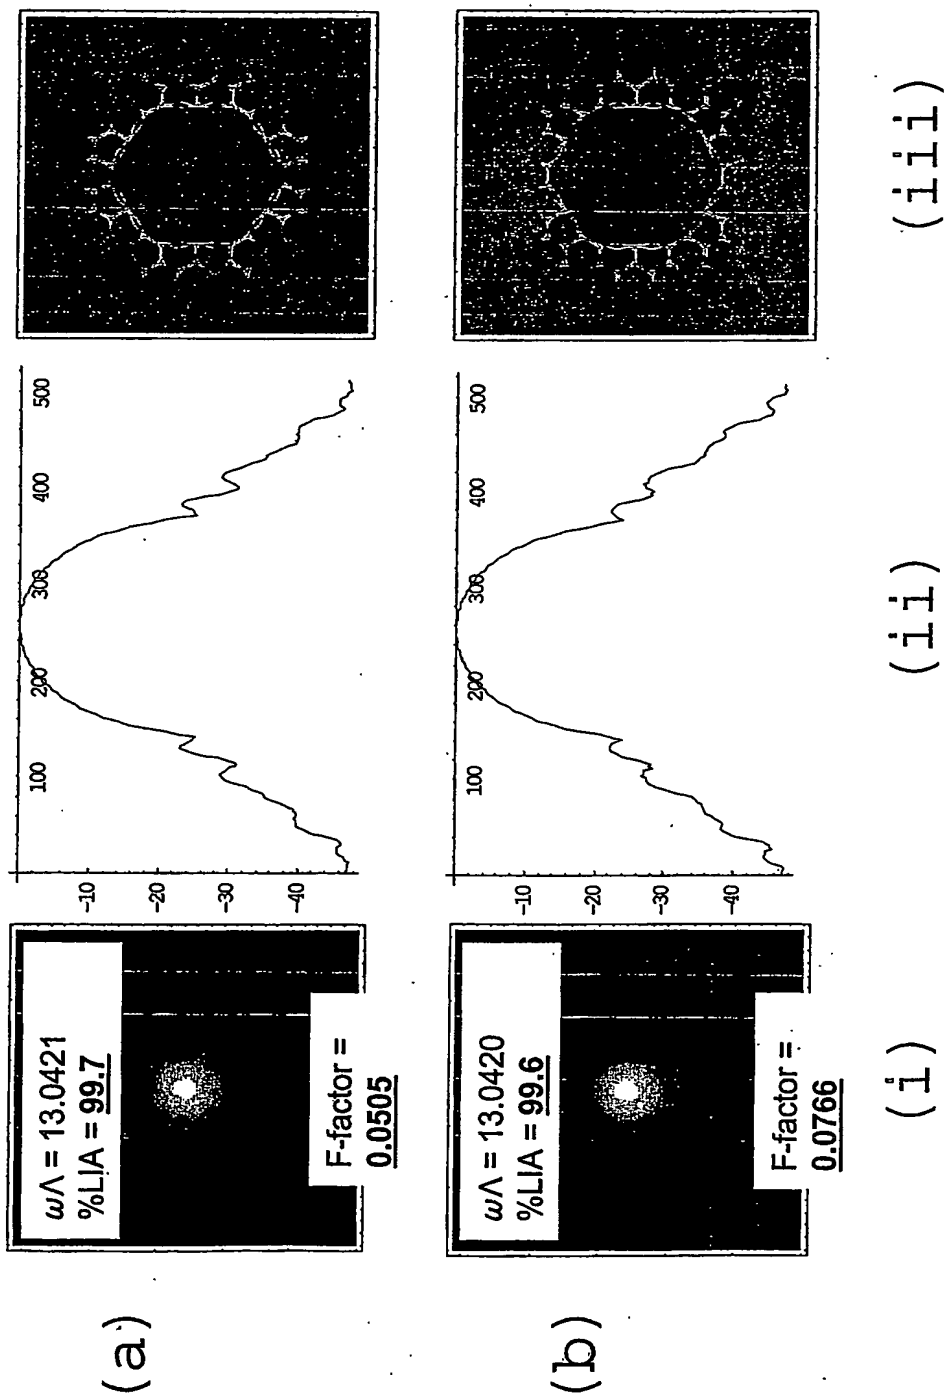 (a)
ωΛ = 13.0421
%LIA = 99.7
F-factor =
0.0505
-10
-20
-30
-40
100
200
300
400
500
(b)
ωΛ = 13.0420
%LIA = 99.6
F-factor =
0.0766
-10
-20
-30
-40
100
200
300
400
500
(i)
(ii)
(iii)